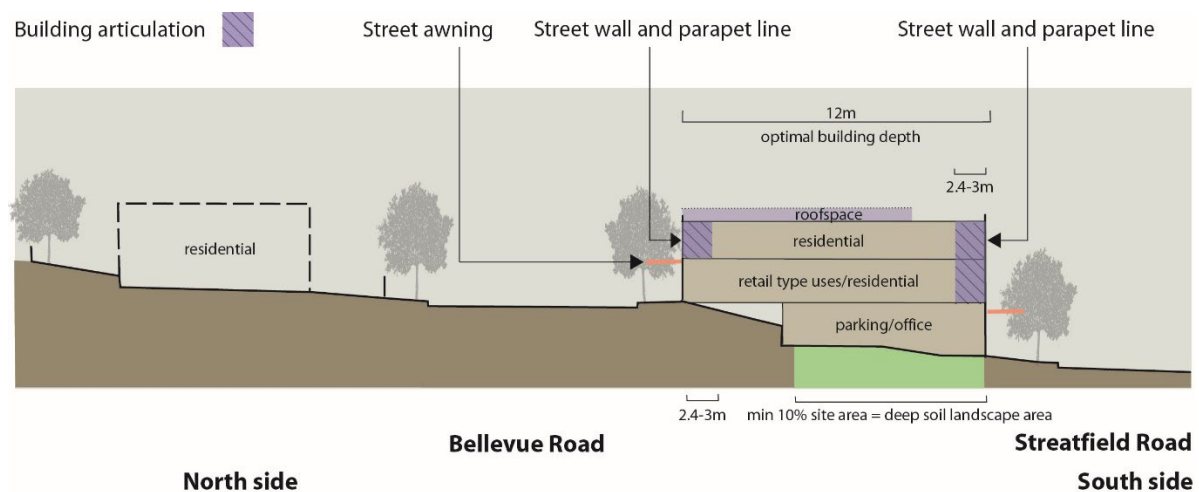 Building articulation
Street awning
Street wall and parapet line
Street wall and parapet line
12m
optimal building depth
2.4-3m
roofspace
residential
residential
retail type uses/residential
parking/office
2.4-3m
min 10% site area = deep soil landscape area
Bellevue Road
Streatfield Road
North side
South side